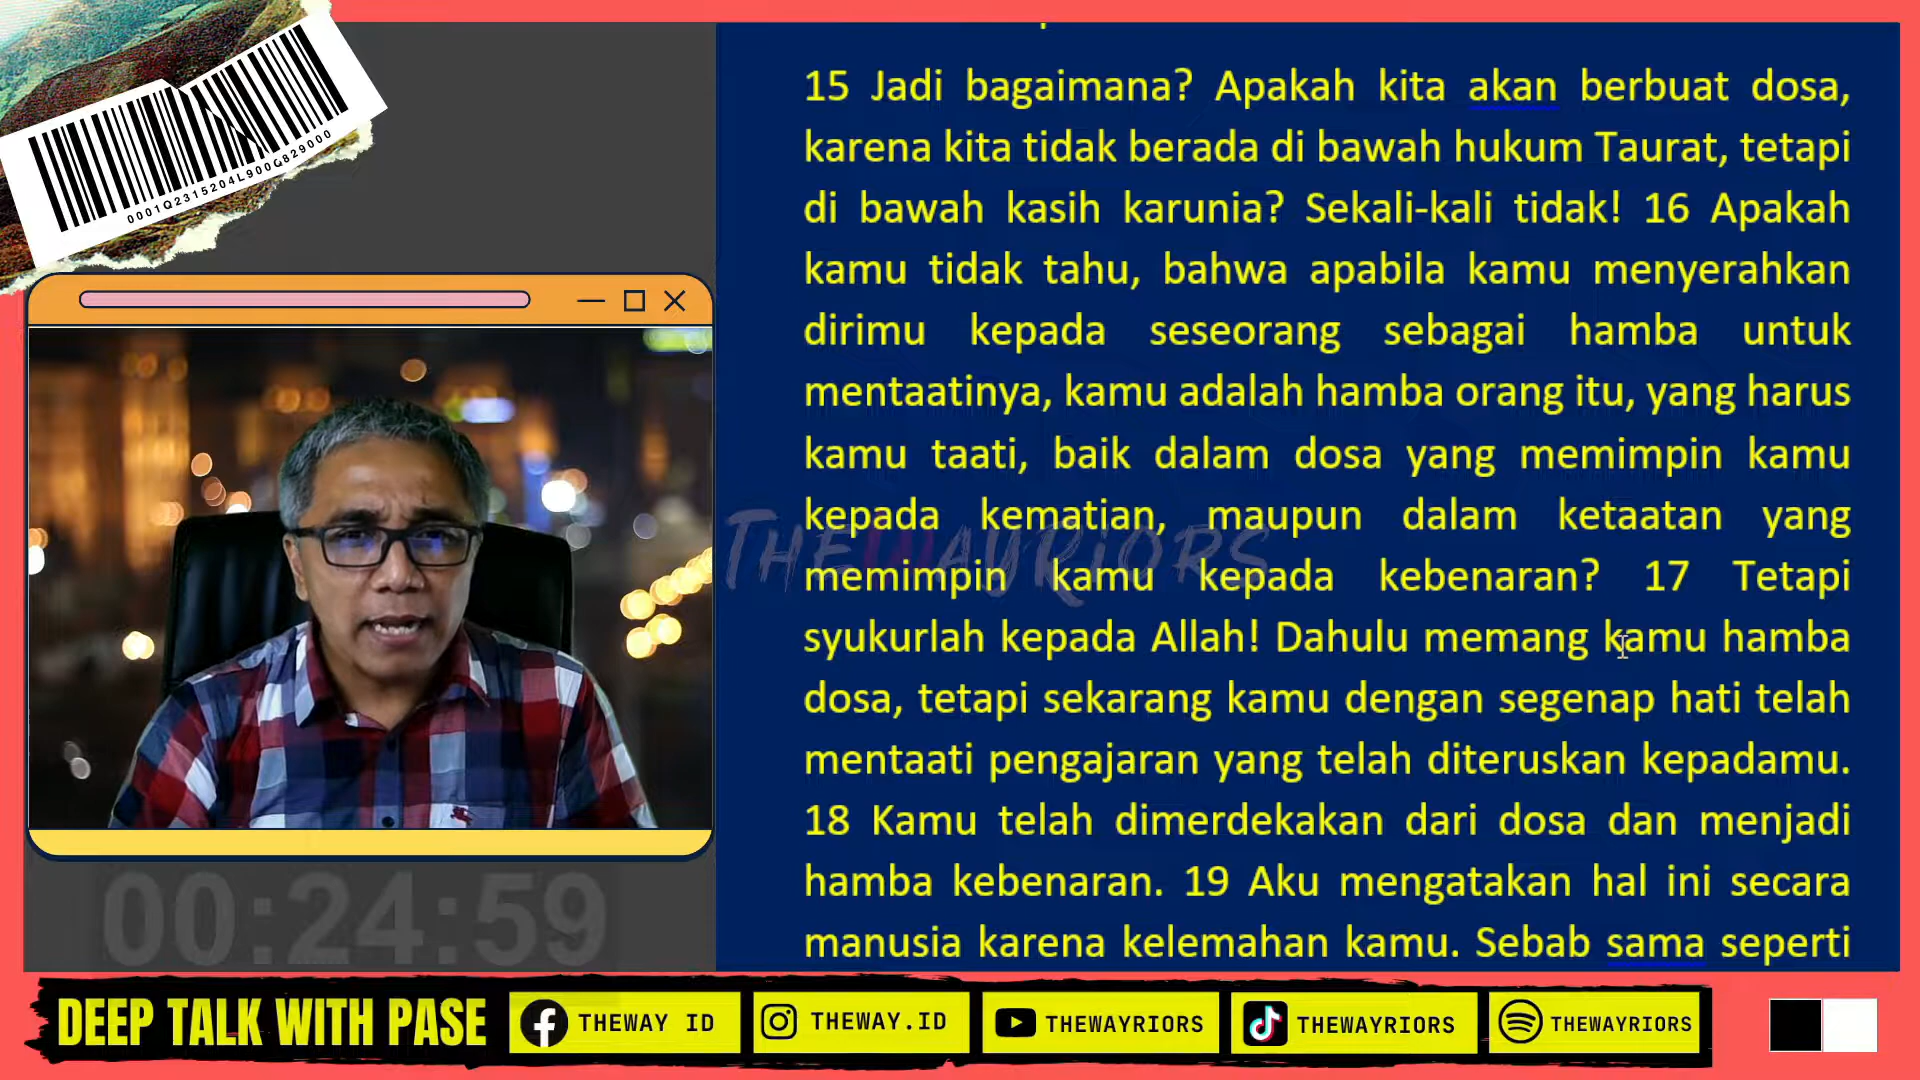 0001Q2315204L900G829000
15 Jadi bagaimana? Apakah kita akan berbuat dosa,
karena kita tidak berada di bawah hukum Taurat, tetapi
di bawah kasih karunia? Sekali-kali tidak! 16 Apakah
kamu tidak tahu, bahwa apabila kamu menyerahkan
dirimu kepada seseorang sebagai hamba untuk
mentaatinya, kamu adalah hamba orang itu, yang harus
kamu taati, baik dalam dosa yang memimpin kamu
kepada kematian, maupun dalam ketaatan yang
memimpin kamu kepada kebenaran? 17 Tetapi
syukurlah kepada Allah! Dahulu memang kamu hamba
dosa, tetapi sekarang kamu dengan segenap hati telah
mentaati pengajaran yang telah diteruskan kepadamu.
18 Kamu telah dimerdekakan dari dosa dan menjadi
hamba kebenaran. 19 Aku mengatakan hal ini secara
manusia karena kelemahan kamu. Sebab sama seperti
THEWAYRIORS
00:24:59
DEEP TALK WITH PASE
THEWAY ID
THEWAY.ID
THEWAYRIORS
THEWAYRIORS
THEWAYRIORS